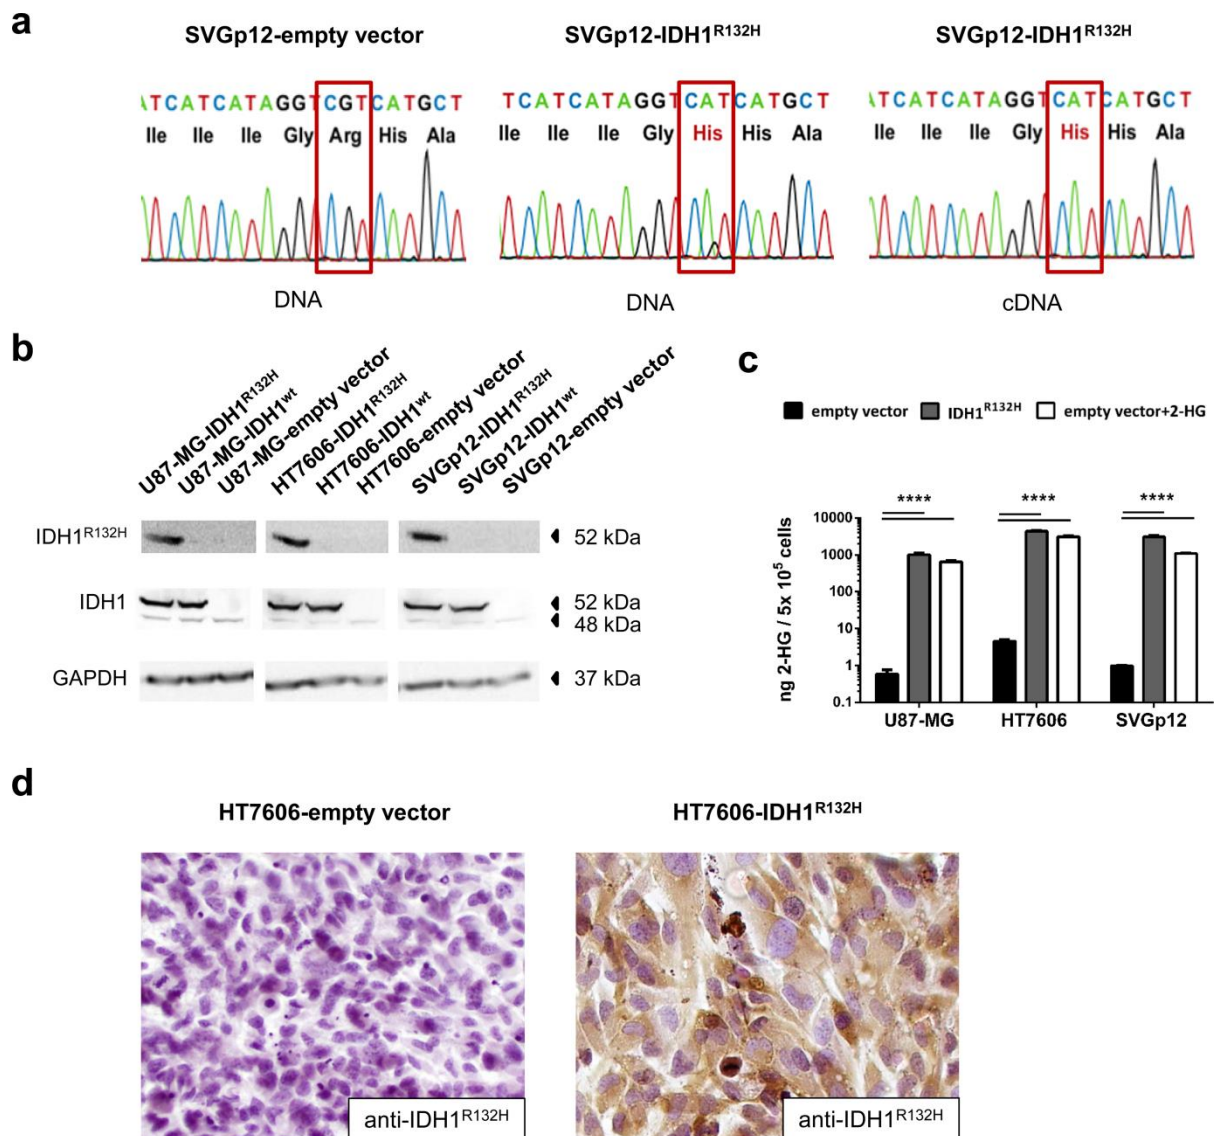 a
SVGp12-empty vector
SVGp12-IDH1R132H
SVGp12-IDH1R132H
ATCATCATAGGTCGTCATGCT
TCATCATAGGTCATCATGCT
ATCATCATAGGTCATCATGCT
Ile Ile Ile Gly Arg His Ala
Ile Ile Ile Gly His His Ala
Ile Ile Ile Gly His His Ala
DNA
DNA
cDNA
b
U87-MG-IDH1R132H
U87-MG-IDH1wt
U87-MG-empty vector
HT7606-IDH1R132H
HT7606-IDH1wt
HT7606-empty vector
SVGp12-IDH1R132H
SVGp12-IDH1wt
SVGp12-empty vector
IDH1R132H
52 kDa
IDH1
52 kDa
48 kDa
GAPDH
37 kDa
c
empty vector
IDH1R132H
empty vector+2-HG
**** **** ****
ng 2-HG / 5x 10⁵ cells
10000
1000
100
10
1
0.1
U87-MG
HT7606
SVGp12
d
HT7606-empty vector
HT7606-IDH1R132H
anti-IDH1R132H
anti-IDH1R132H